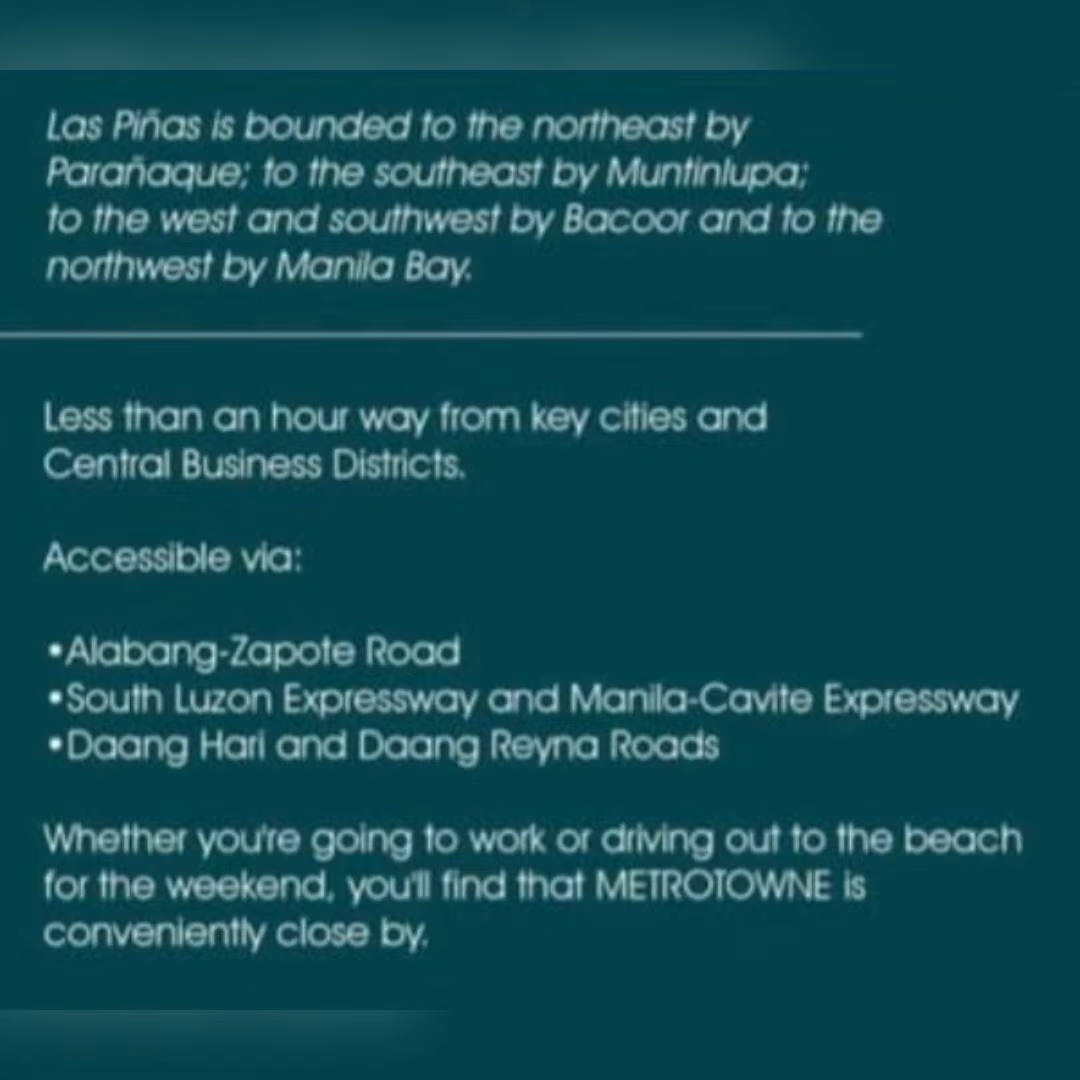 Las Piñas is bounded to the northeast by
Parañaque; to the southeast by Muntinlupa;
to the west and southwest by Bacoor and to the
northwest by Manila Bay.
Less than an hour way from key cities and
Central Business Districts.
Accessible via:
•Alabang-Zapote Road
•South Luzon Expressway and Manila-Cavite Expressway
•Daang Hari and Daang Reyna Roads
Whether you're going to work or driving out to the beach
for the weekend, you'll find that METROTOWNE is
conveniently close by.